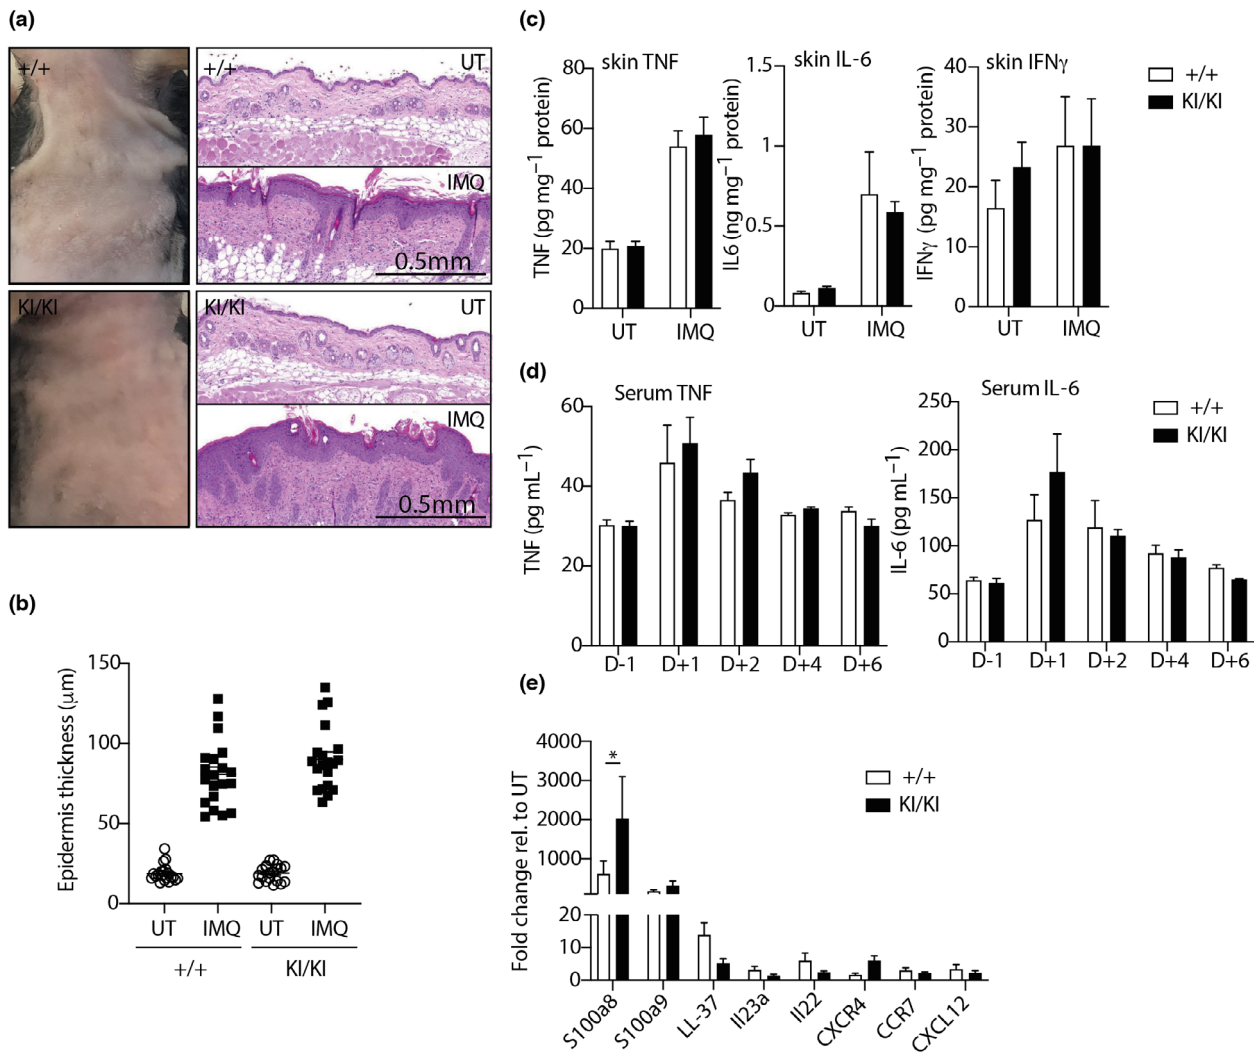 (a)
+/+
+/+
UT
IMQ
0.5mm
KI/KI
KI/KI
UT
IMQ
0.5mm
(b)
Epidermis thickness (μm)
150
100
50
0
UT
IMQ
UT
IMQ
+/+
KI/KI
(c)
skin TNF
TNF (pg mg⁻¹ protein)
80
60
40
20
0
UT
IMQ
skin IL-6
IL6 (ng mg⁻¹ protein)
1.5
1
0.5
0
UT
IMQ
skin IFNγ
IFNγ (pg mg⁻¹ protein)
40
30
20
10
0
UT
IMQ
+/+
KI/KI
(d)
Serum TNF
TNF (pg mL⁻¹)
60
40
20
0
D-1
D+1
D+2
D+4
D+6
Serum IL-6
IL-6 (pg mL⁻¹)
250
200
150
100
50
0
D-1
D+1
D+2
D+4
D+6
+/+
KI/KI
(e)
Fold change rel. to UT
4000
3000
2000
1000
20
10
0
*
S100a8
S100a9
LL-37
Il23a
Il22
CXCR4
CCR7
CXCL12
+/+
KI/KI